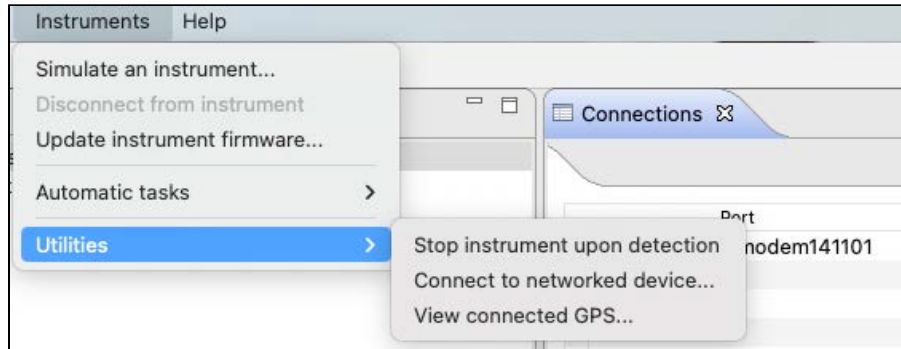 Instruments Help
Simulate an instrument...
Disconnect from instrument
Update instrument firmware...
Automatic tasks
Utilities
Stop instrument upon detection
Connect to networked device...
View connected GPS...
Connections
Port
modem141101